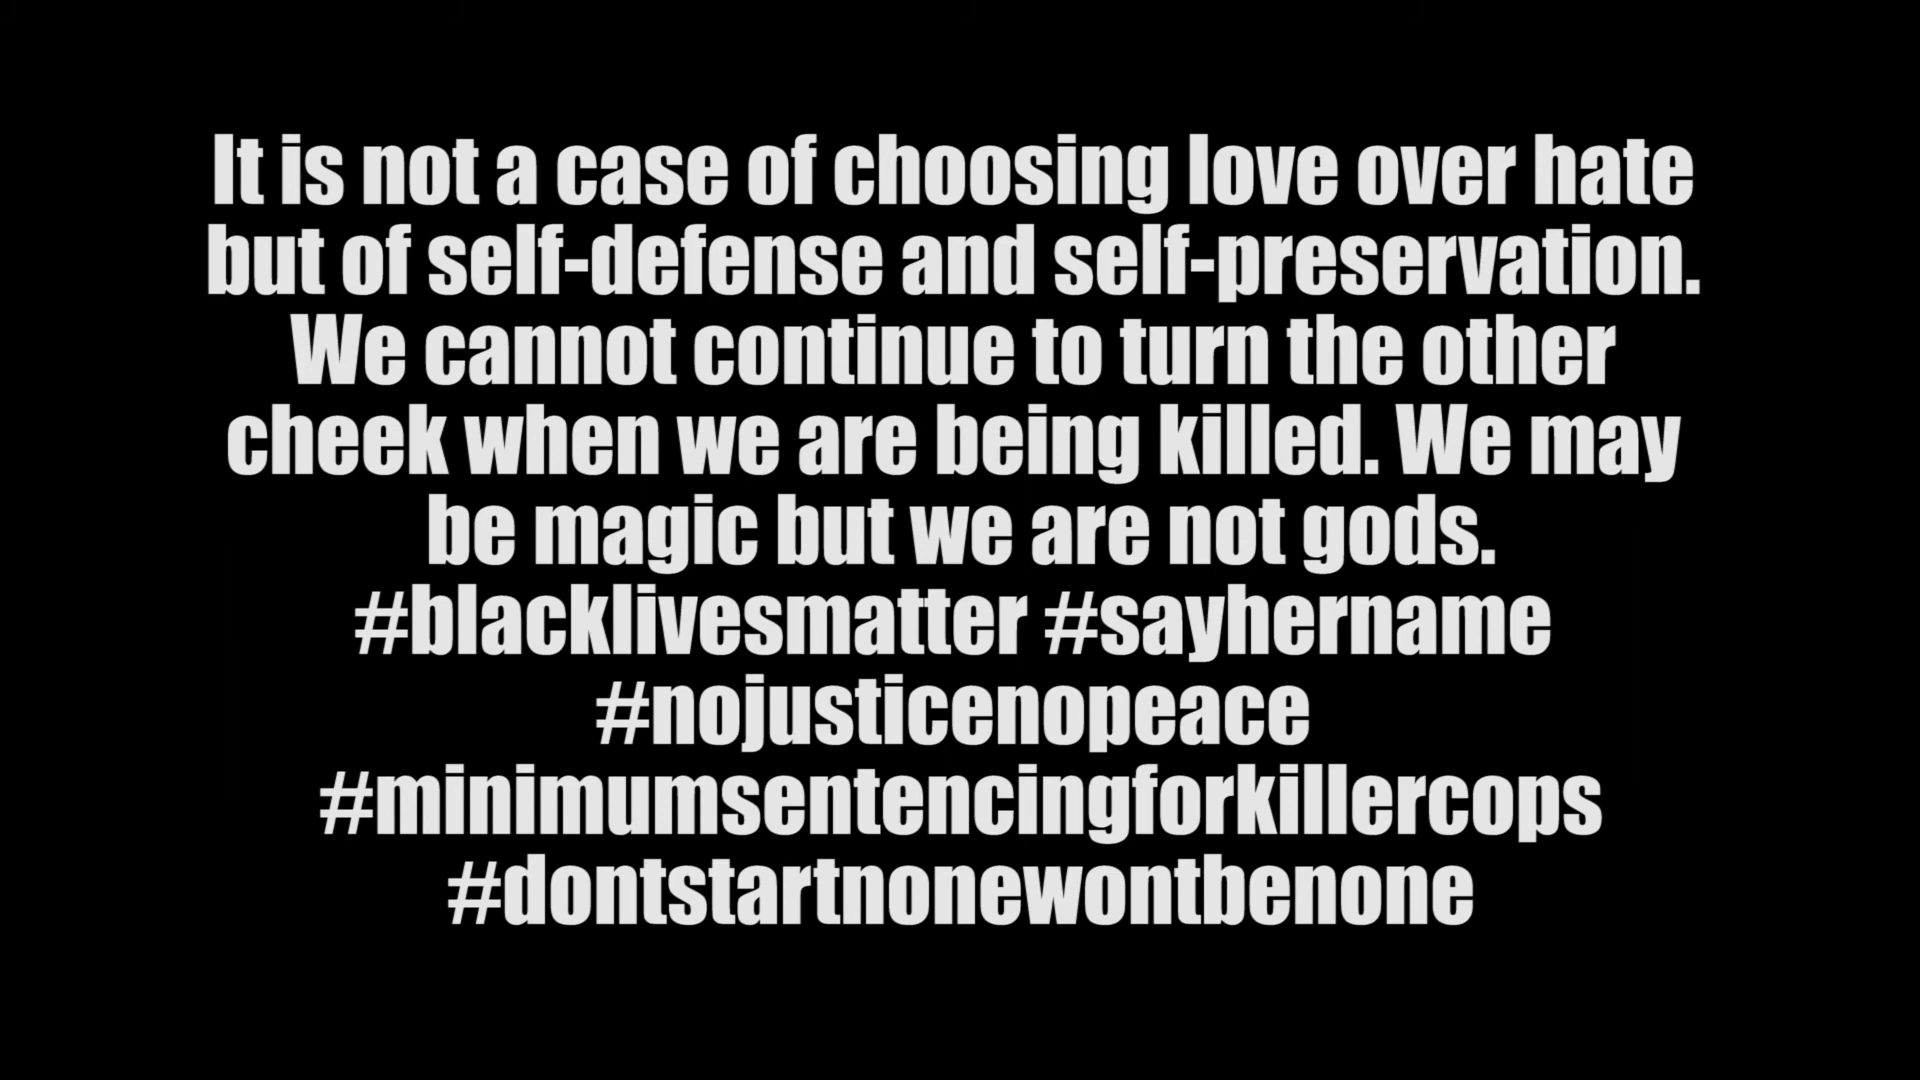 It is not a case of choosing love over hate
but of self-defense and self-preservation.
We cannot continue to turn the other
cheek when we are being killed. We may
be magic but we are not gods.
#blacklivesmatter #sayhername
#nojusticenopeace
#minimumsentencingforkillercops
#dontstartnonewontbenone